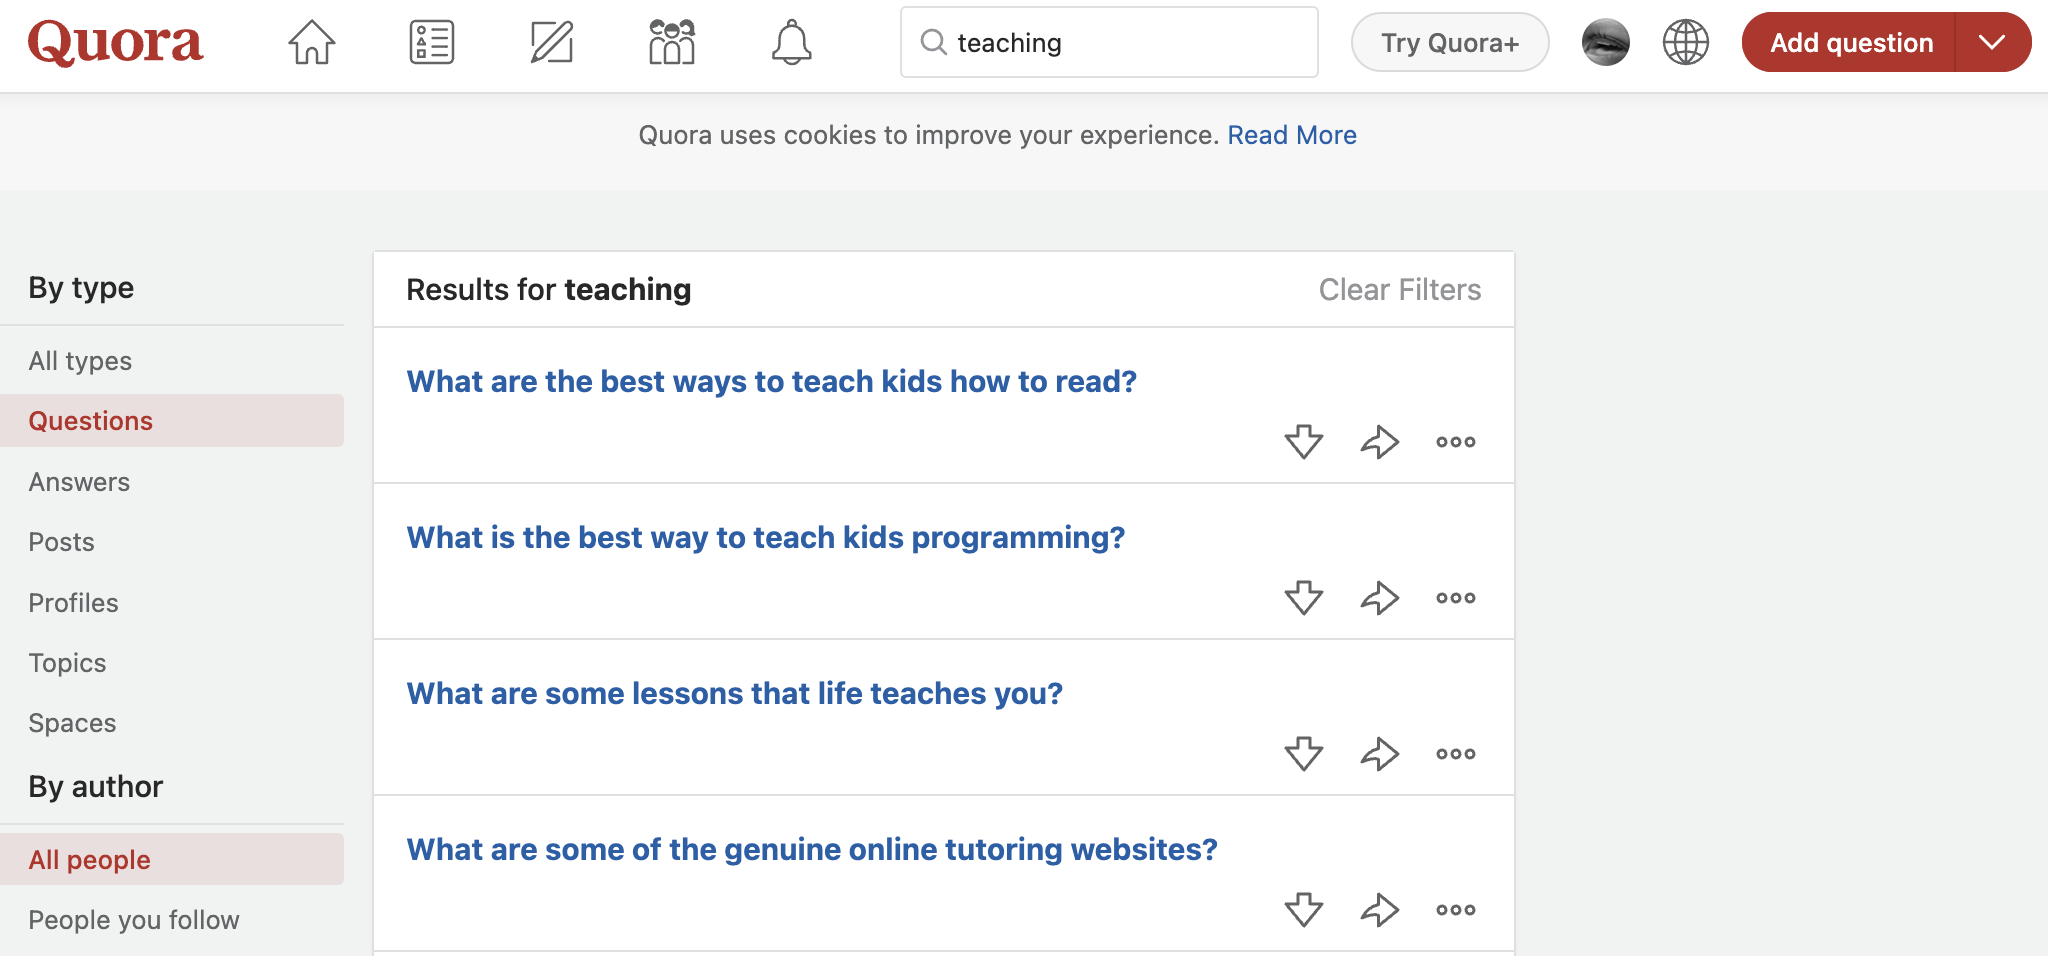 Quora
teaching
Try Quora+
Add question
Quora uses cookies to improve your experience. Read More
By type
All types
Questions
Answers
Posts
Profiles
Topics
Spaces
By author
All people
People you follow
Results for teaching
Clear Filters
What are the best ways to teach kids how to read?
What is the best way to teach kids programming?
What are some lessons that life teaches you?
What are some of the genuine online tutoring websites?